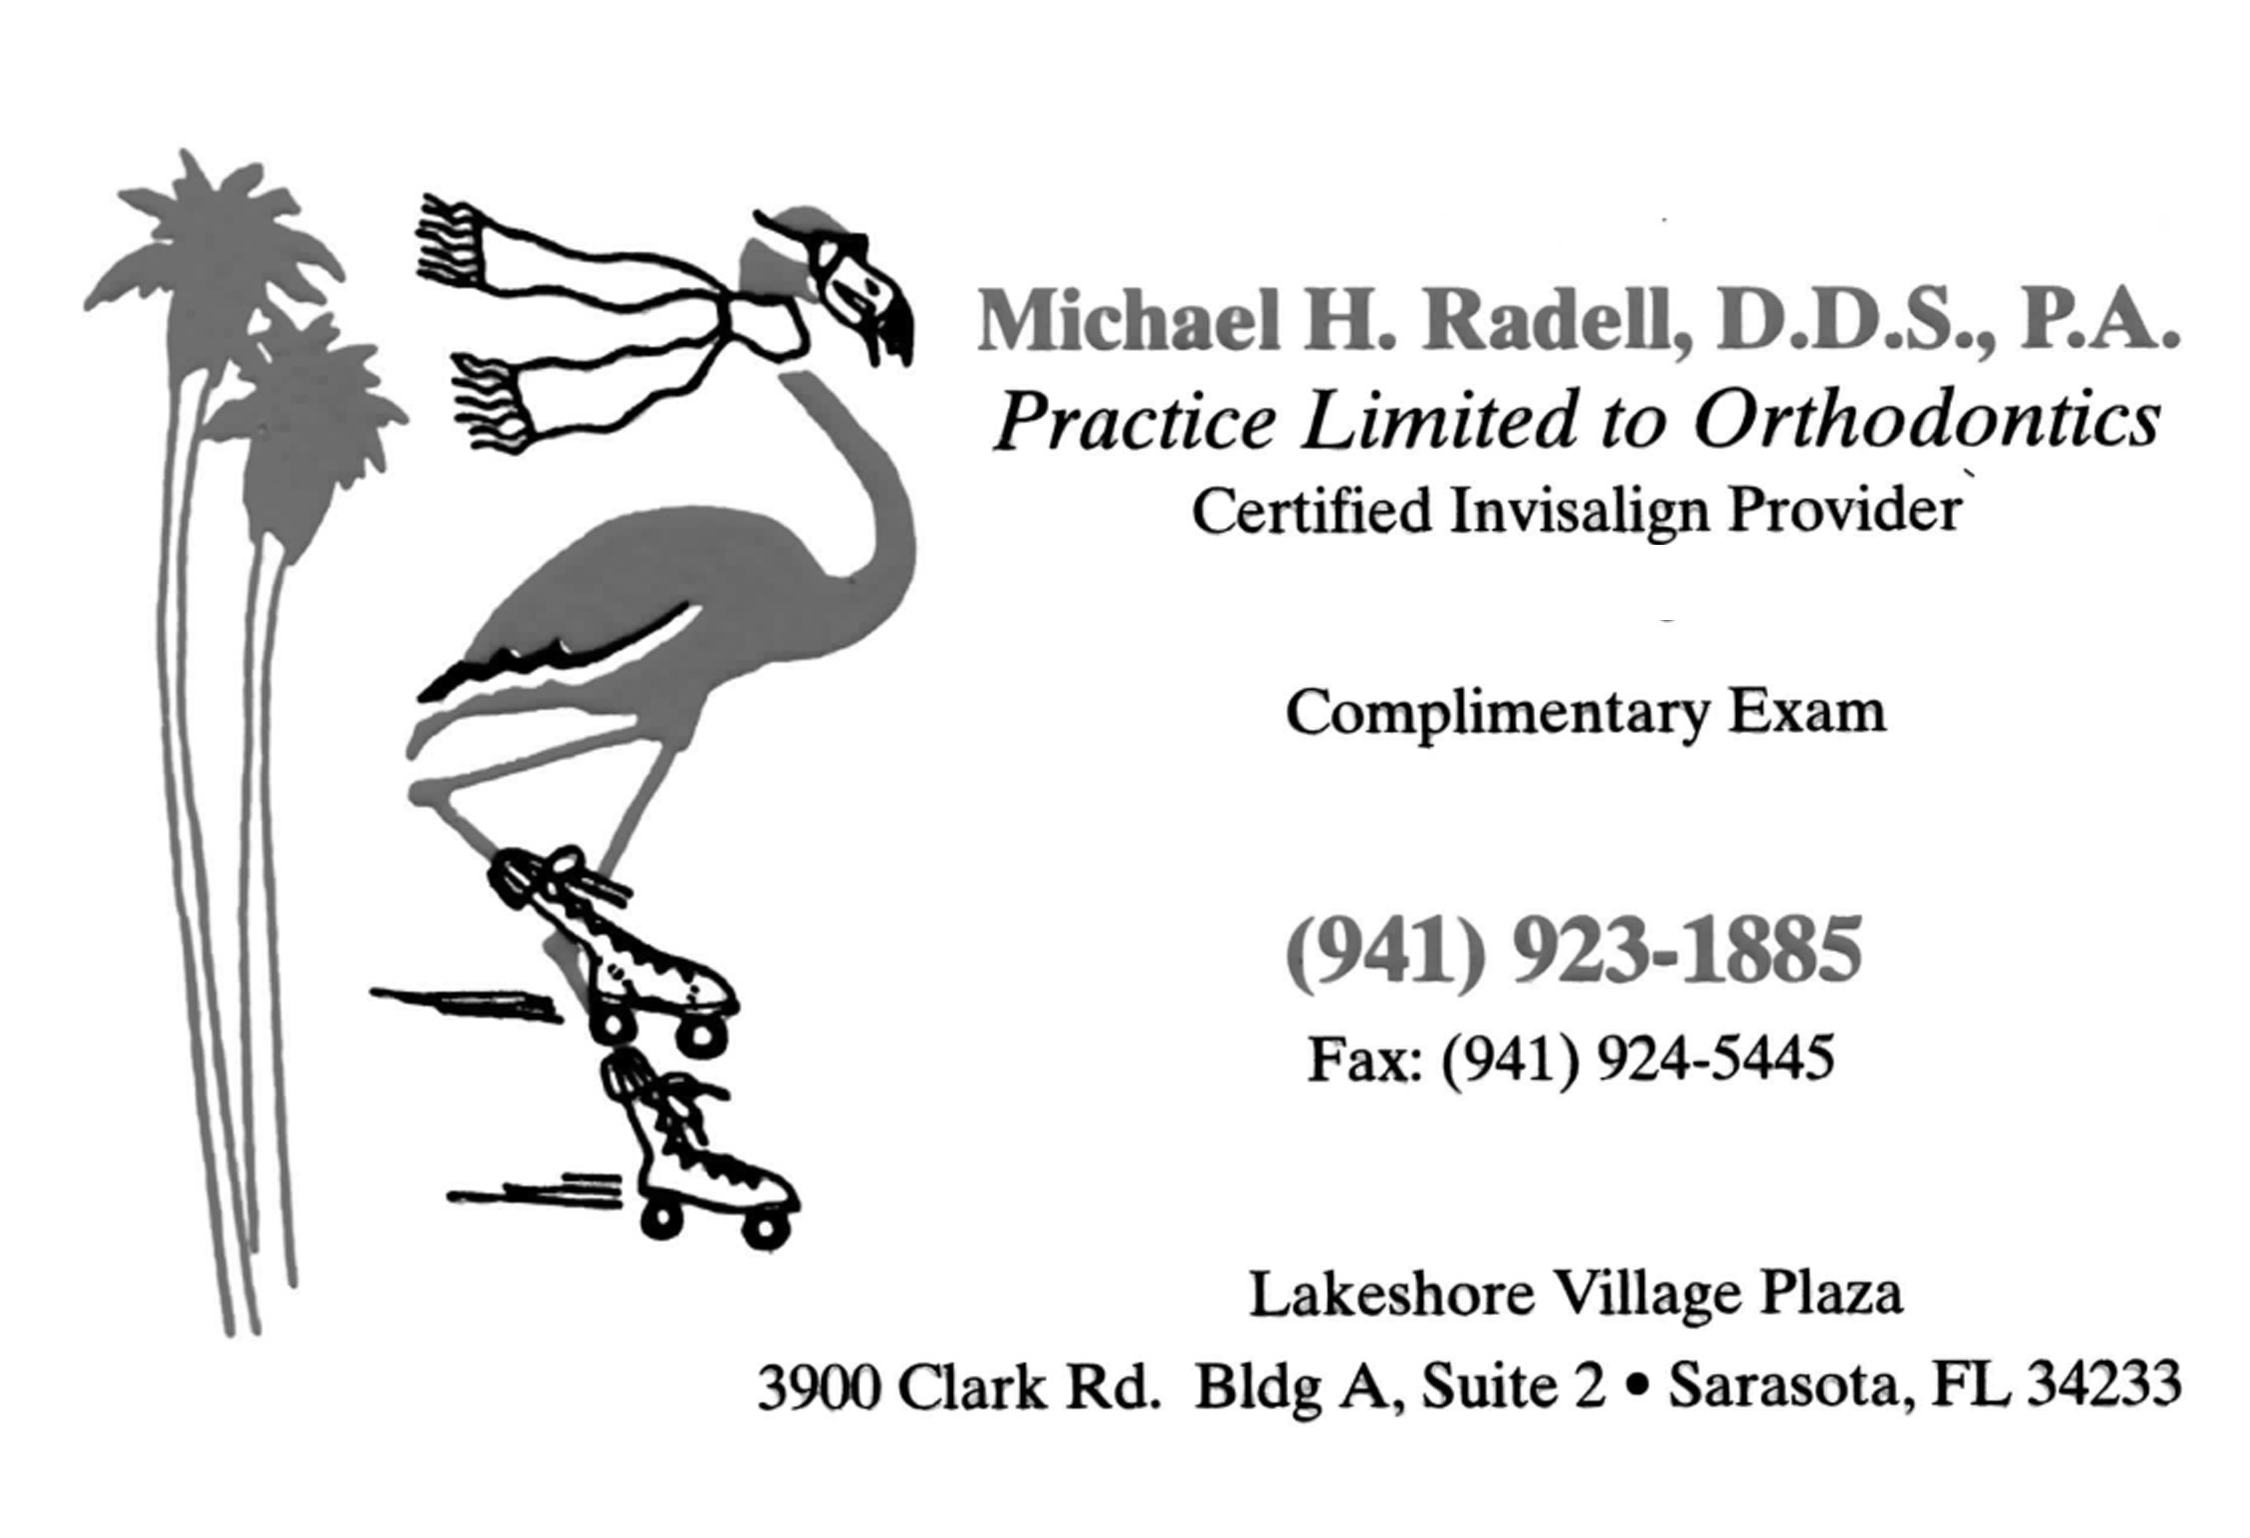 Michael H. Radell, D.D.S., P.A.
Practice Limited to Orthodontics
Certified Invisalign Provider
Complimentary Exam
(941) 923-1885
Fax: (941) 924-5445
Lakeshore Village Plaza
3900 Clark Rd. Bldg A, Suite 2 • Sarasota, FL 34233